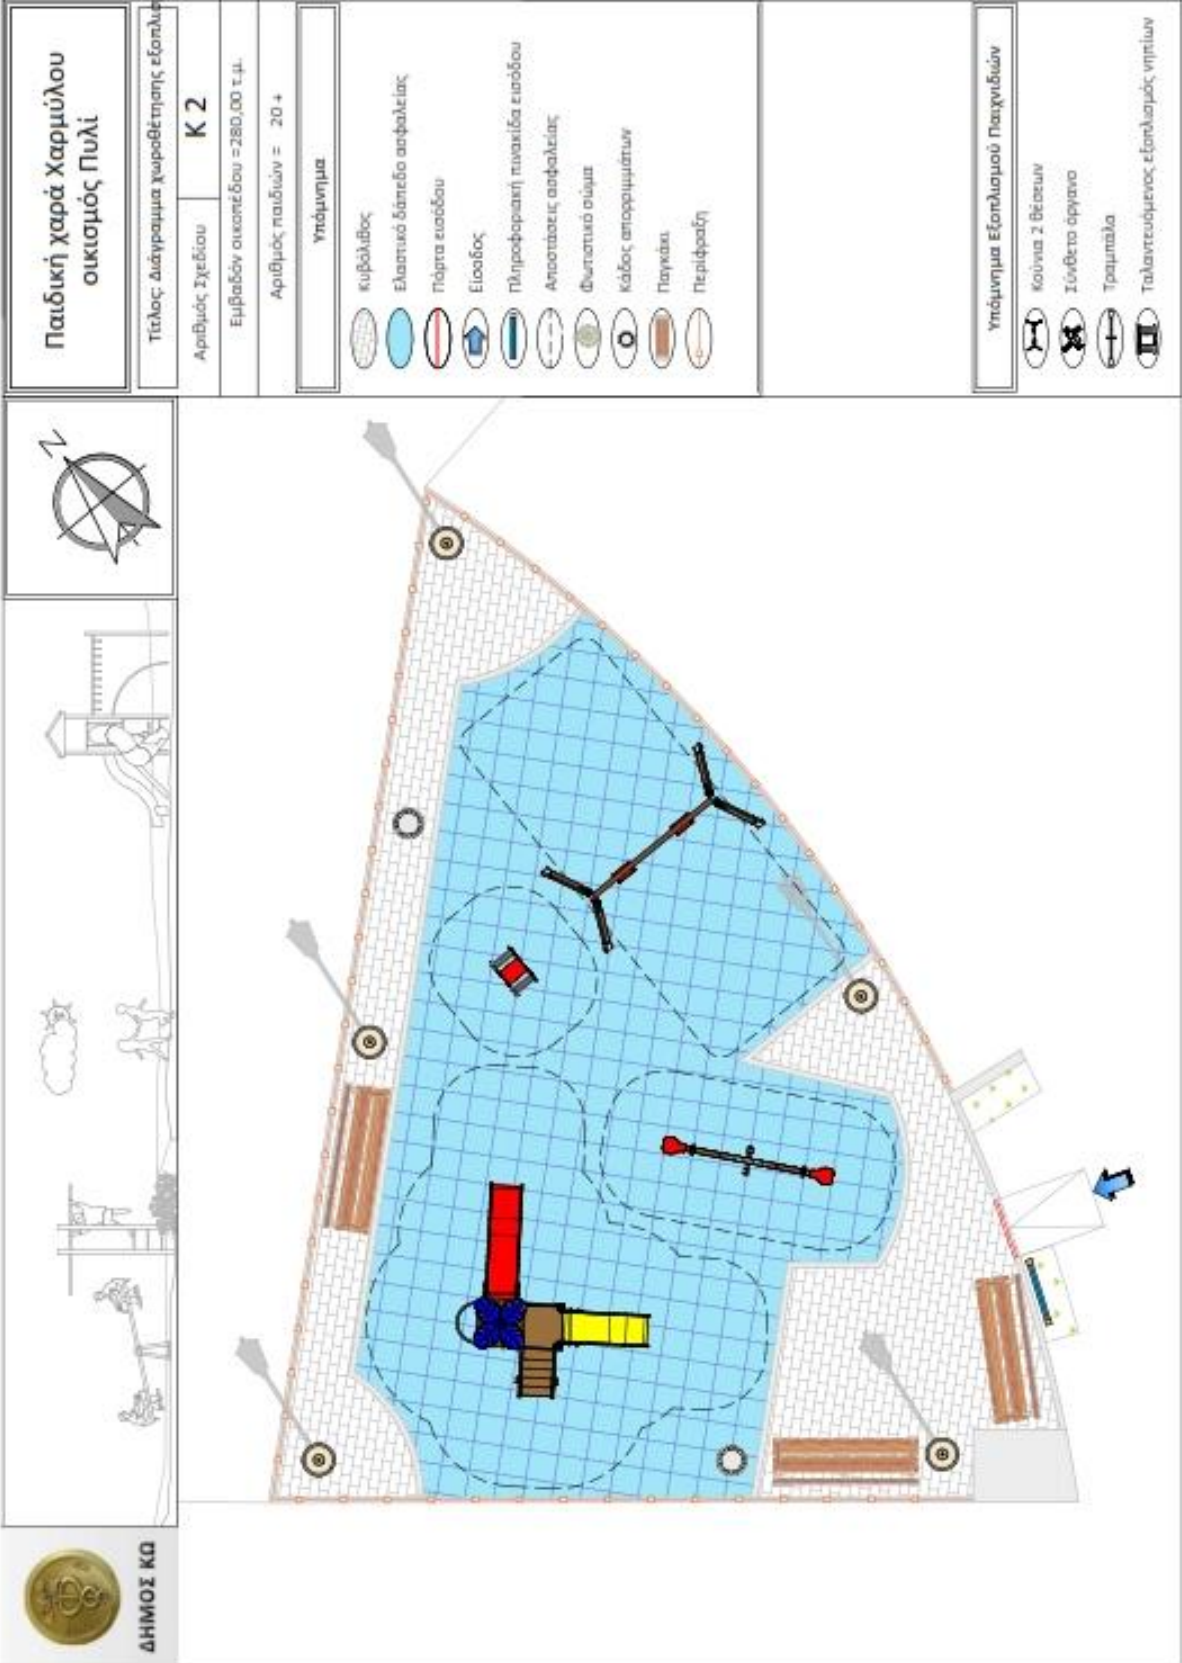 Παιδική χαρά Χαρμύλου
οικισμός Πυλί
Τίτλος: Διάγραμμα χωροθέτησης εξοπλισ
Αριθμός Σχεδίου
Κ 2
Εμβαδόν οικοπέδου =280,00 τ.μ.
Αριθμός παιδιών = 20 +
Υπόμνημα
Κυβόλιθος
Ελαστικό δάπεδο ασφαλείας
Πόρτα εισόδου
Είσοδος
Πληροφοριακή πινακίδα εισόδου
Αποστάσεις ασφαλείας
Φωτιστικό σώμα
Κάδος απορριμμάτων
Παγκάκι
Περίφραξη
Υπόμνημα Εξοπλισμού Παιχνιδιών
Κούνια 2 θέσεων
Σύνθετο όργανο
Τραμπάλα
Ταλαντευόμενος εξοπλισμός νηπίων
N
ΔΗΜΟΣ ΚΩ